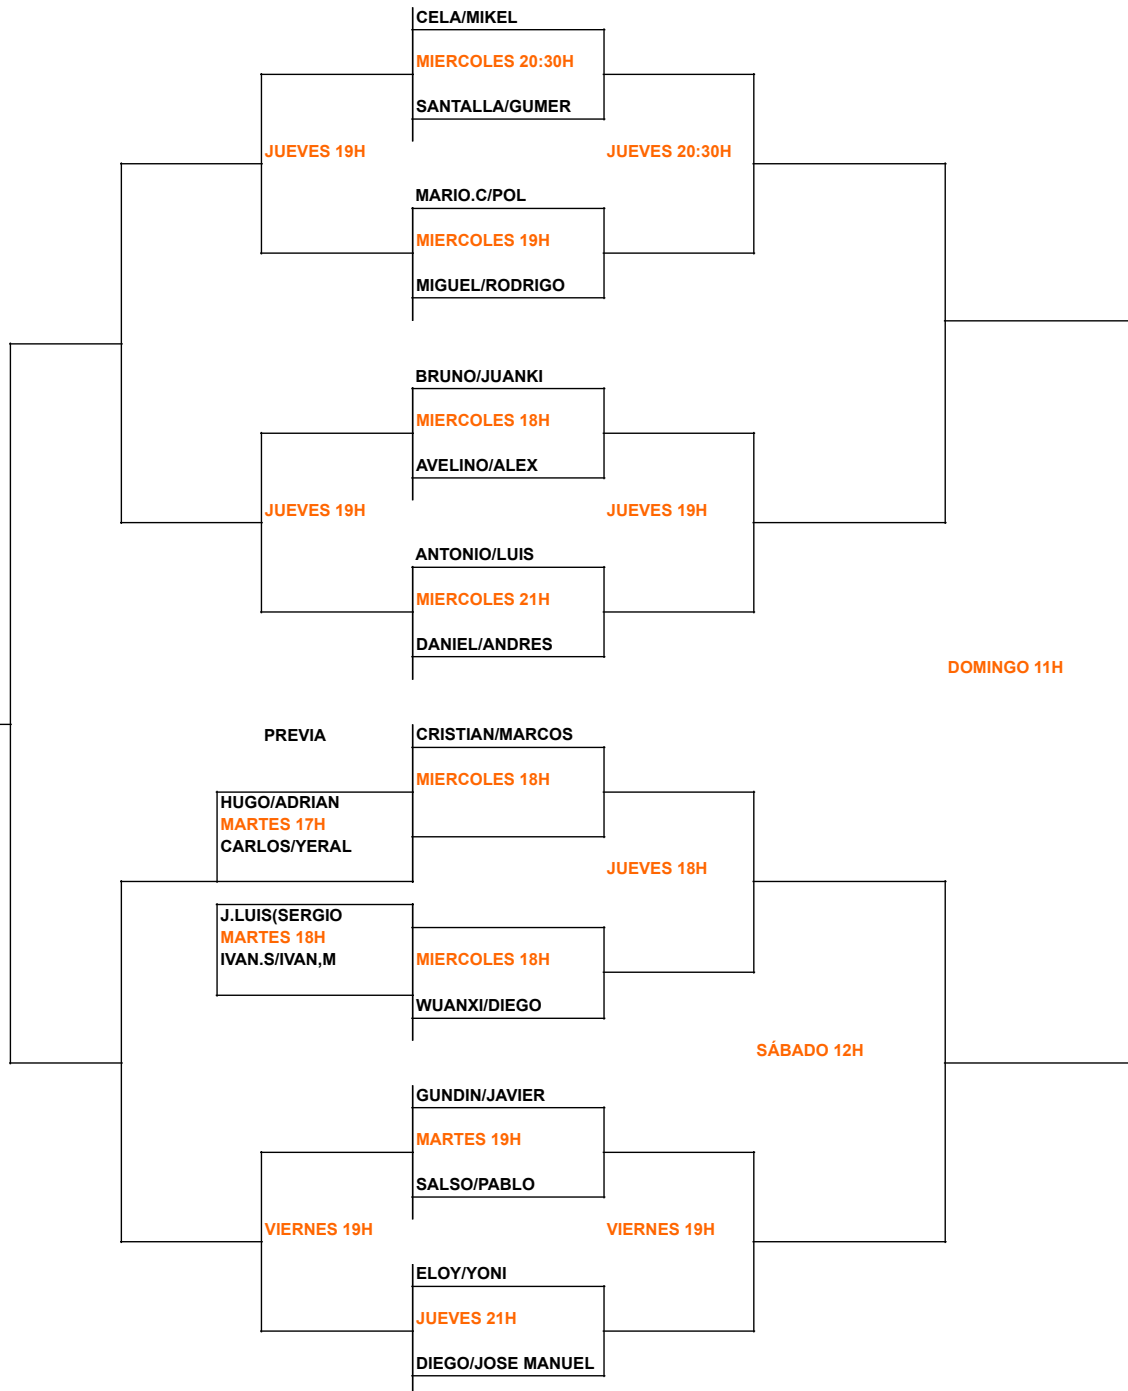 CELA/MIKEL
MIERCOLES 20:30H
SANTALLA/GUMER
JUEVES 19H
JUEVES 20:30H
MARIO.C/POL
MIERCOLES 19H
MIGUEL/RODRIGO
BRUNO/JUANKI
MIERCOLES 18H
AVELINO/ALEX
JUEVES 19H
JUEVES 19H
ANTONIO/LUIS
MIERCOLES 21H
DANIEL/ANDRES
DOMINGO 11H
PREVIA
CRISTIAN/MARCOS
MIERCOLES 18H
HUGO/ADRIAN
MARTES 17H
CARLOS/YERAL
JUEVES 18H
J.LUIS(SERGIO
MARTES 18H
IVAN.S/IVAN,M
MIERCOLES 18H
WUANXI/DIEGO
SÁBADO 12H
GUNDIN/JAVIER
MARTES 19H
SALSO/PABLO
VIERNES 19H
VIERNES 19H
ELOY/YONI
JUEVES 21H
DIEGO/JOSE MANUEL